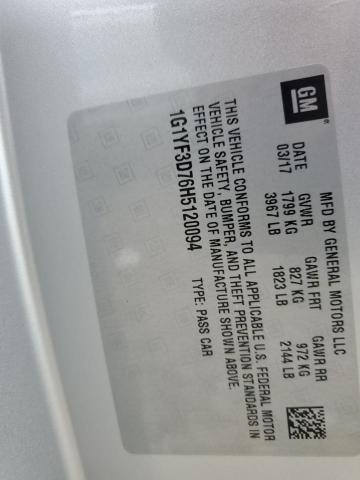 GM
MFD BY GENERAL MOTORS LLC
DATE GVWR GAWR FRT GAWR RR
03/17 1799 KG 827 KG 972 KG
3967 LB 1823 LB 2144 LB
THIS VEHICLE CONFORMS TO ALL APPLICABLE U.S. FEDERAL MOTOR
VEHICLE SAFETY, BUMPER, AND THEFT PREVENTION STANDARDS IN
EFFECT ON THE DATE OF MANUFACTURE SHOWN ABOVE.
1G1YF3D76H5120094 TYPE: PASS CAR